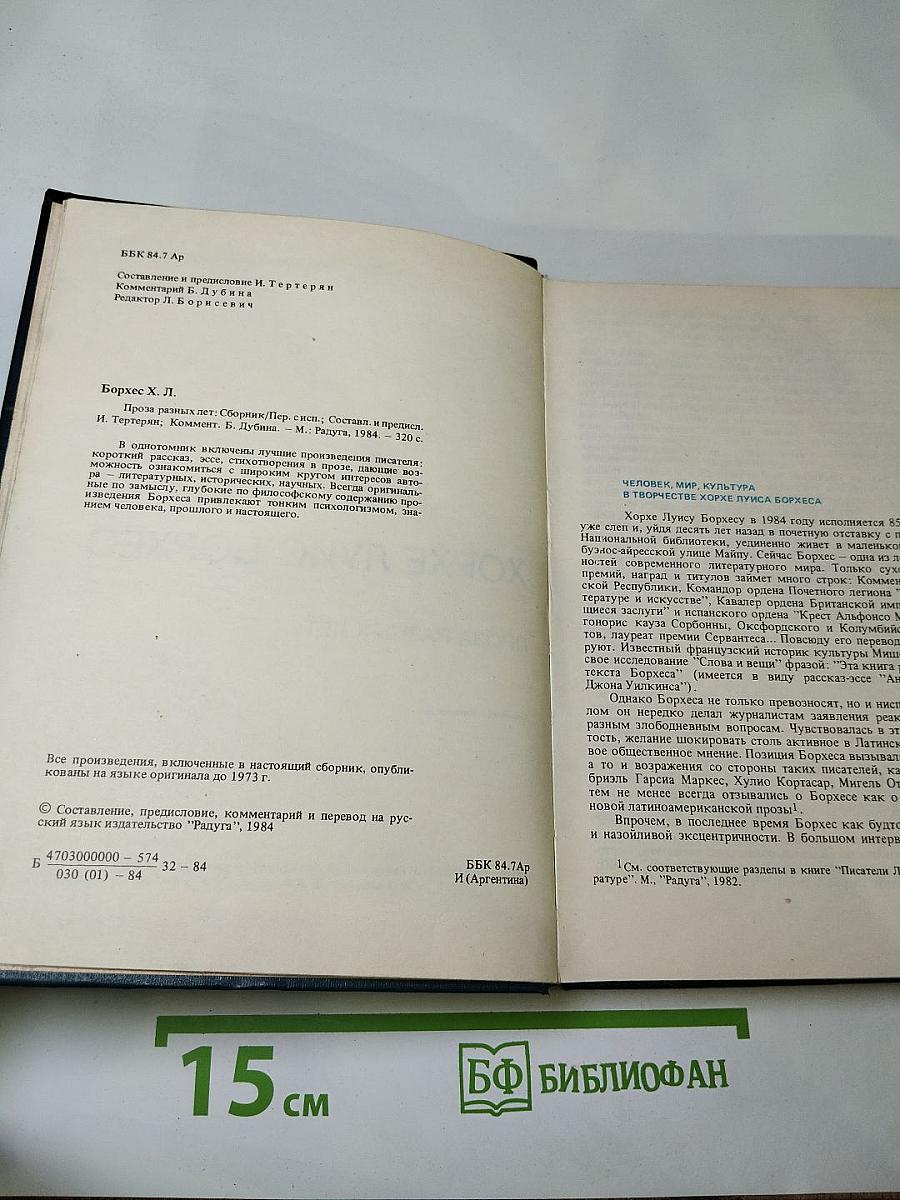 ББК 84.7 Ар
Составление и предисловие И. Тертерян
Комментарий Б. Дубина
Редактор Л. Борисевич
Борхес Х. Л.
Проза разных лет: Сборник/Пер. с исп.; Составл. и предисл.
И. Тертерян; Коммент. Б. Дубина. – М.: Радуга, 1984. – 320 с.
В однотомник включены лучшие произведения писателя:
короткий рассказ, эссе, стихотворения в прозе, дающие воз-
можность ознакомиться с широким кругом интересов авто-
ра – литературных, исторических, научных. Всегда оригиналь-
ные по замыслу, глубокие по философскому содержанию про-
изведения Борхеса привлекают тонким психологизмом, зна-
нием человека, прошлого и настоящего.
Все произведения, включенные в настоящий сборник, опубли-
кованы на языке оригинала до 1973 г.
© Составление, предисловие, комментарий и перевод на рус-
ский язык издательство "Радуга", 1984
Б 4703000000 – 574
030 (01) – 84
32 – 84
ББК 84.7Ар
И (Аргентина)
ЧЕЛОВЕК, МИР, КУЛЬТУРА
В ТВОРЧЕСТВЕ ХОРХЕ ЛУИСА БОРХЕСА
Хорхе Луису Борхесу в 1984 году исполняется 85
уже слеп и, уйдя десять лет назад в почетную отставку с п
Национальной библиотеки, уединенно живет в маленько
буэнос-айресской улице Майпу. Сейчас Борхес – одна из ле
ностей современного литературного мира. Только сухо
премий, наград и титулов займет много строк: Коммен
ской Республики, Командор ордена Почетного легиона "
тературе и искусстве", Кавалер ордена Британской имп
щиеся заслуги" и испанского ордена "Крест Альфонсо М
гонорис кауза Сорбонны, Оксфордского и Колумбийс
тов, лауреат премии Сервантеса... Повсюду его перевод
руют. Известный французский историк культуры Мише
свое исследование "Слова и вещи" фразой: "Эта книга р
текста Борхеса" (имеется в виду рассказ-эссе "Ан
Джона Уилкинса").
Однако Борхеса не только превозносят, но и нисп
лом он нередко делал журналистам заявления реак
разным злободневным вопросам. Чувствовалась в эт
тость, желание шокировать столь активное в Латинск
вое общественное мнение. Позиция Борхеса вызывал
а то и возражения со стороны таких писателей, ка
бриэль Гарсиа Маркес, Хулио Кортасар, Мигель От
тем не менее всегда отзывались о Борхесе как о
новой латиноамериканской прозы1.
Впрочем, в последнее время Борхес как будто
и назойливой эксцентричности. В большом интерв
1См. соответствующие разделы в книге "Писатели Л
ратуре". М., "Радуга", 1982.
15 см
БФ БИБЛИОФАН